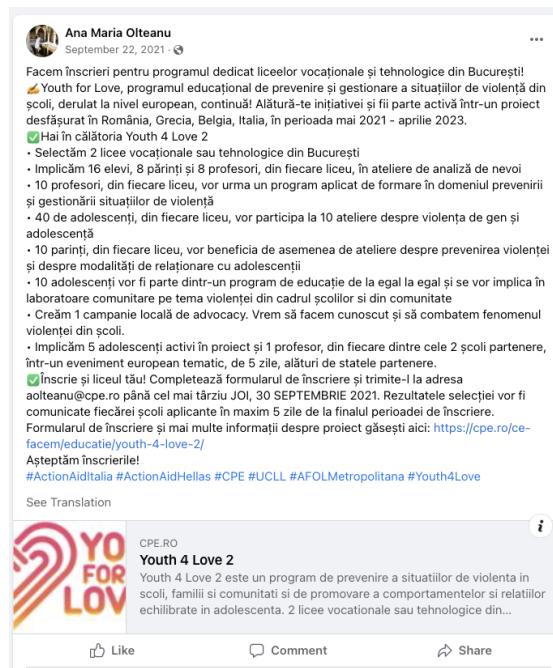 Ana Maria Olteanu
September 22, 2021 ·
Facem înscrieri pentru programul dedicat liceelor vocaționale și tehnologice din București!
✍Youth for Love, programul educațional de prevenire și gestionare a situațiilor de violență din
școli, derulat la nivel european, continuă! Alătură-te inițiativei și fii parte activă într-un proiect
desfășurat în România, Grecia, Belgia, Italia, în perioada mai 2021 - aprilie 2023.
✅Hai în călătoria Youth 4 Love 2
• Selectăm 2 licee vocaționale sau tehnologice din București
• Implicăm 16 elevi, 8 părinți și 8 profesori, din fiecare liceu, în ateliere de analiză de nevoi
• 10 profesori, din fiecare liceu, vor urma un program aplicat de formare în domeniul prevenirii
și gestionării situațiilor de violență
• 40 de adolescenți, din fiecare liceu, vor participa la 10 ateliere despre violența de gen și
adolescență
• 10 parinți, din fiecare liceu, vor beneficia de asemenea de ateliere despre prevenirea violenței
și despre modalități de relaționare cu adolescenții
• 10 adolescenți vor fi parte dintr-un program de educație de la egal la egal și se vor implica în
laboratoare comunitare pe tema violenței din cadrul școlilor si din comunitate
• Creăm 1 campanie locală de advocacy. Vrem să facem cunoscut și să combatem fenomenul
violenței din școli.
• Implicăm 5 adolescenți activi în proiect și 1 profesor, din fiecare dintre cele 2 școli partenere,
într-un eveniment european tematic, de 5 zile, alături de statele partenere.
✅Înscrie și liceul tău! Completează formularul de înscriere și trimite-l la adresa
aolteanu@cpe.ro până cel mai târziu JOI, 30 SEPTEMBRIE 2021. Rezultatele selecției vor fi
comunicate fiecărei școli aplicante în maxim 5 zile de la finalul perioadei de înscriere.
Formularul de înscriere și mai multe informații despre proiect găsești aici: https://cpe.ro/ce-
facem/educatie/youth-4-love-2/
Așteptăm înscrierile!
#ActionAidItalia #ActionAidHellas #CPE #UCLL #AFOLMetropolitana #Youth4Love
See Translation
YO
FOR
LOV
CPE.RO
Youth 4 Love 2
Youth 4 Love 2 este un program de prevenire a situatiilor de violenta in
scoli, familii si comunitati si de promovare a comportamentelor si relatiilor
echilibrate in adolescenta. 2 licee vocationale sau tehnologice din...
Like
Comment
Share